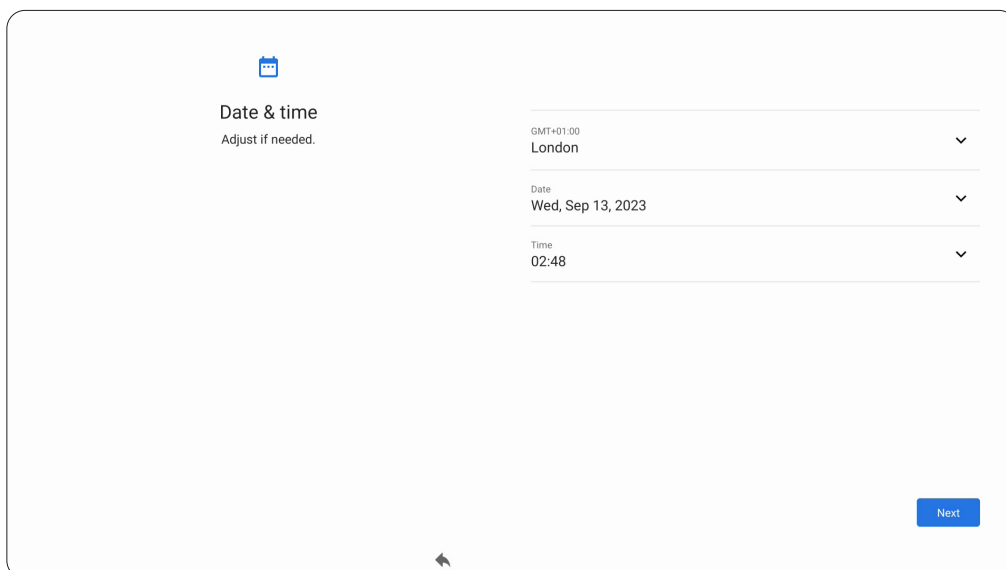 Date & time
Adjust if needed.
GMT+01:00
London
Date
Wed, Sep 13, 2023
Time
02:48
Next